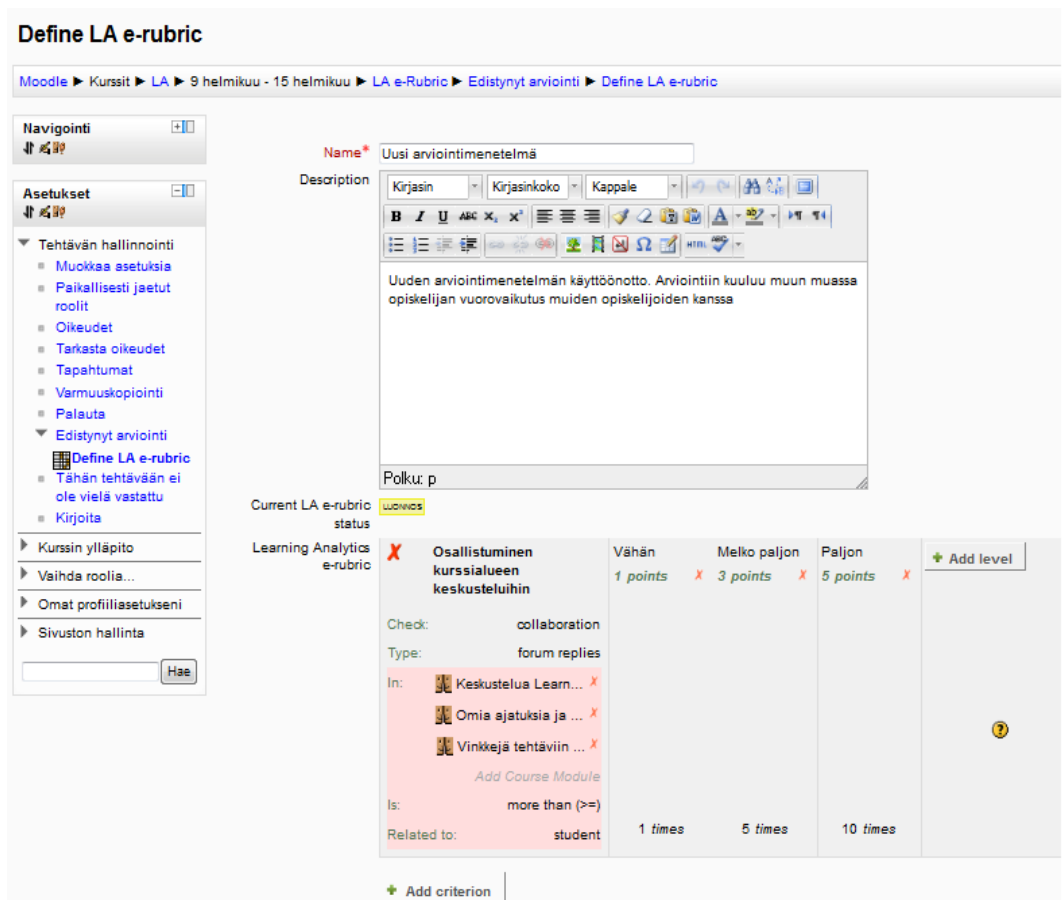 Define LA e-rubric
Moodle ► Kurssit ► LA ► 9 helmikuu - 15 helmikuu ► LA e-Rubric ► Edistynyt arviointi ► Define LA e-rubric
Navigointi
Asetukset
Tehtävän hallinnointi
Muokkaa asetuksia
Paikallisesti jaetut
roolit
Oikeudet
Tarkasta oikeudet
Tapahtumat
Varmuuskopiointi
Palauta
Edistynyt arviointi
Define LA e-rubric
Tähän tehtävään ei
ole vielä vastattu
Kirjoita
Kurssin ylläpito
Vaihda roolia...
Omat profiiliasetukseni
Sivuston hallinta
Hae
Name* Uusi arviointimenetelmä
Description
Kirjasin Kirjasinkoko Kappale
B I U ABC x₂ x²
HTML
Uuden arviointimenetelmän käyttöönotto. Arviointiin kuuluu muun muassa
opiskelijan vuorovaikutus muiden opiskelijoiden kanssa
Polku: p
Current LA e-rubric
status
LUONNOS
Learning Analytics
e-rubric
Osallistuminen
kurssialueen
keskusteluihin
Vähän Melko paljon Paljon
1 points X 3 points X 5 points X
Add level
Check: collaboration
Type: forum replies
In: Keskustelua Learn... X
Omia ajatuksia ja ... X
Vinkkejä tehtäviin ... X
Add Course Module
Is: more than (>=)
Related to: student
1 times 5 times 10 times
Add criterion